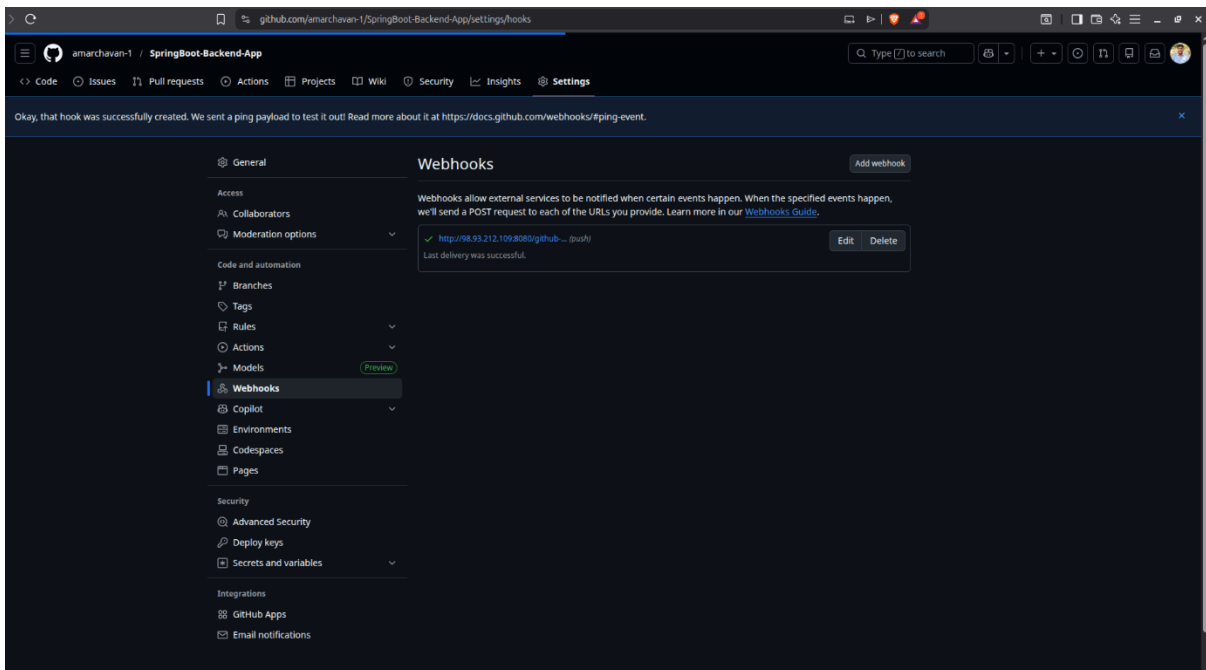 github.com/amarchavan-1/SpringBoot-Backend-App/settings/hooks
amarchavan-1 / SpringBoot-Backend-App
Type / to search
Code Issues Pull requests Actions Projects Wiki Security Insights Settings
Okay, that hook was successfully created. We sent a ping payload to test it out! Read more about it at https://docs.github.com/webhooks/#ping-event.
General
Access
Collaborators
Moderation options
Code and automation
Branches
Tags
Rules
Actions
Models Preview
Webhooks
Copilot
Environments
Codespaces
Pages
Security
Advanced Security
Deploy keys
Secrets and variables
Integrations
GitHub Apps
Email notifications
Webhooks
Add webhook
Webhooks allow external services to be notified when certain events happen. When the specified events happen,
we'll send a POST request to each of the URLs you provide. Learn more in our Webhooks Guide.
http://98.93.212.109:8080/github-... (push)
Edit Delete
Last delivery was successful.